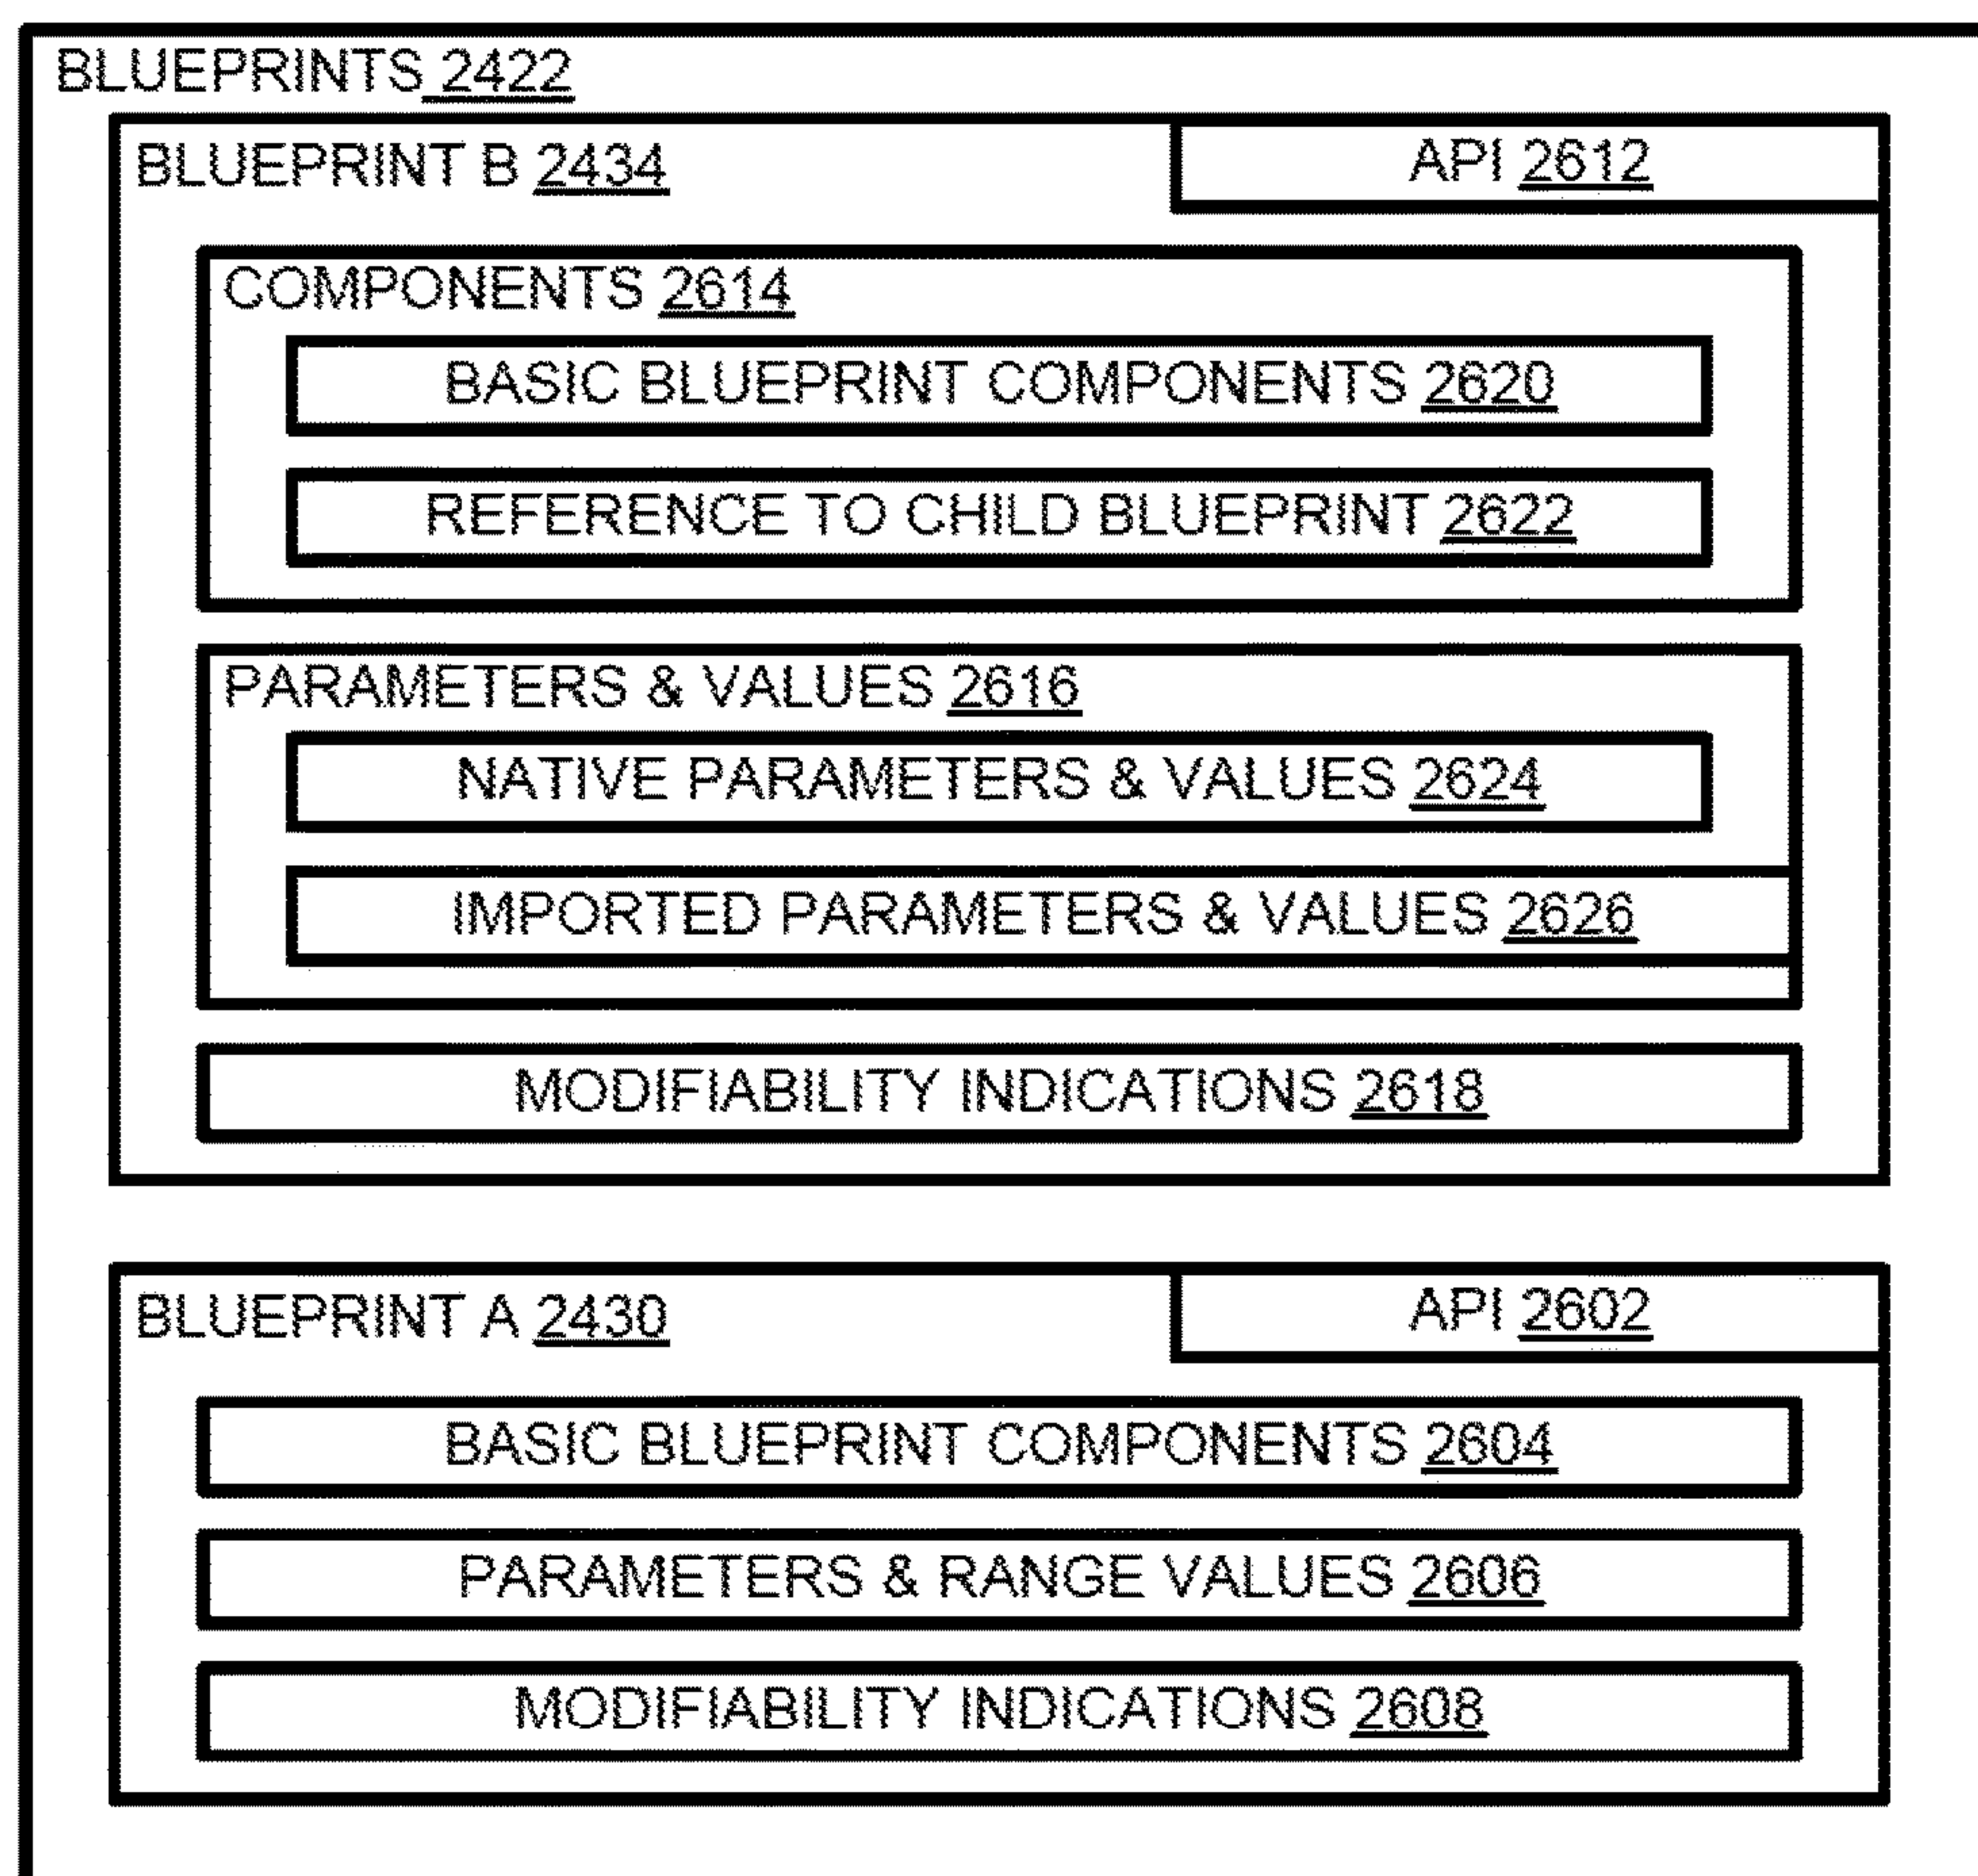 BLUEPRINTS 2422
BLUEPRINT B 2434
API 2612
COMPONENTS 2614
BASIC BLUEPRINT COMPONENTS 2620
REFERENCE TO CHILD BLUEPRINT 2622
PARAMETERS & VALUES 2616
NATIVE PARAMETERS & VALUES 2624
IMPORTED PARAMETERS & VALUES 2626
MODIFIABILITY INDICATIONS 2618
BLUEPRINT A 2430
API 2602
BASIC BLUEPRINT COMPONENTS 2604
PARAMETERS & RANGE VALUES 2606
MODIFIABILITY INDICATIONS 2608